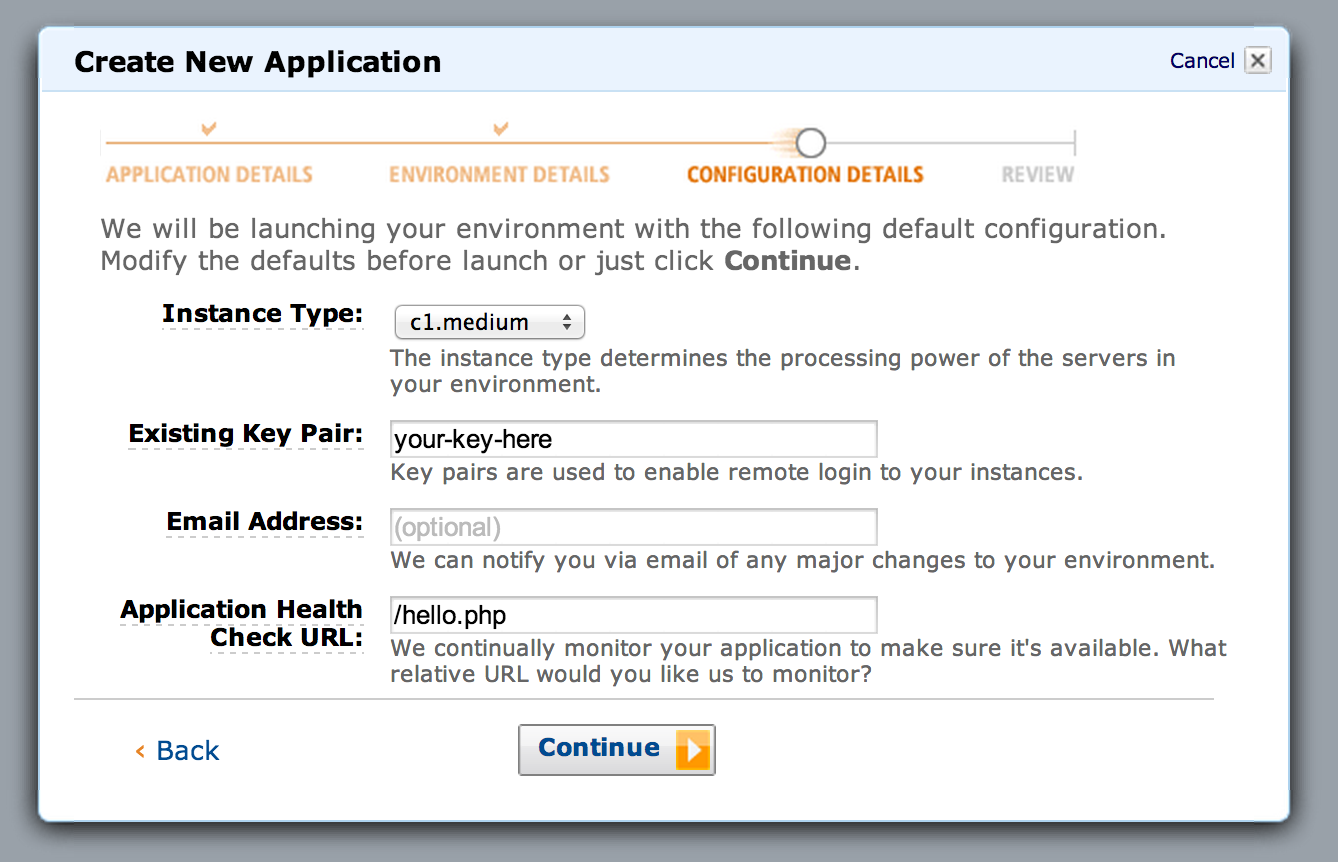 Create New Application
Cancel
APPLICATION DETAILS
ENVIRONMENT DETAILS
CONFIGURATION DETAILS
REVIEW
We will be launching your environment with the following default configuration.
Modify the defaults before launch or just click Continue.
Instance Type:
c1.medium
The instance type determines the processing power of the servers in
your environment.
Existing Key Pair:
your-key-here
Key pairs are used to enable remote login to your instances.
Email Address:
(optional)
We can notify you via email of any major changes to your environment.
Application Health
Check URL:
/hello.php
We continually monitor your application to make sure it's available. What
relative URL would you like us to monitor?
‹ Back
Continue